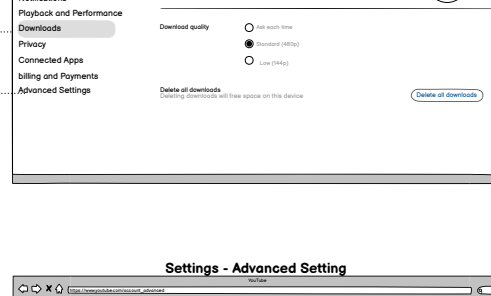 Notifications
Playback and Performance
Downloads
Download quality
Ask each time
Privacy
Standard (480p)
Connected Apps
Low (144p)
billing and Payments
Advanced Settings
Delete all downloads
Deleting downloads will free space on this device
Delete all downloads
Settings - Advanced Setting
YouTube
https://www.youtube.com/account_advanced